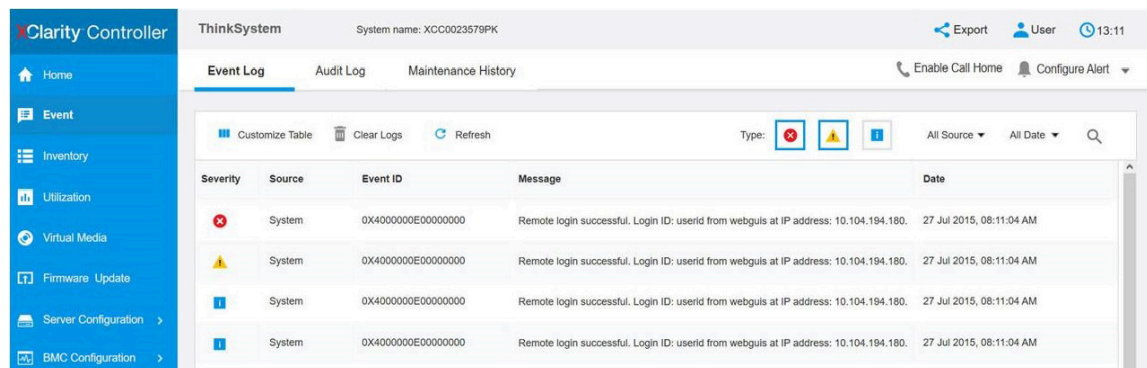 XClarity Controller
ThinkSystem System name: XCC0023579PK Export User 13:11
Home
Event
Inventory
Utilization
Virtual Media
Firmware Update
Server Configuration
BMC Configuration
Event Log Audit Log Maintenance History Enable Call Home Configure Alert
Customize Table Clear Logs Refresh Type: All Source All Date
Severity Source Event ID Message Date
System 0X4000000E00000000 Remote login successful. Login ID: userid from webguis at IP address: 10.104.194.180. 27 Jul 2015, 08:11:04 AM
System 0X4000000E00000000 Remote login successful. Login ID: userid from webguis at IP address: 10.104.194.180. 27 Jul 2015, 08:11:04 AM
System 0X4000000E00000000 Remote login successful. Login ID: userid from webguis at IP address: 10.104.194.180. 27 Jul 2015, 08:11:04 AM
System 0X4000000E00000000 Remote login successful. Login ID: userid from webguis at IP address: 10.104.194.180. 27 Jul 2015, 08:11:04 AM